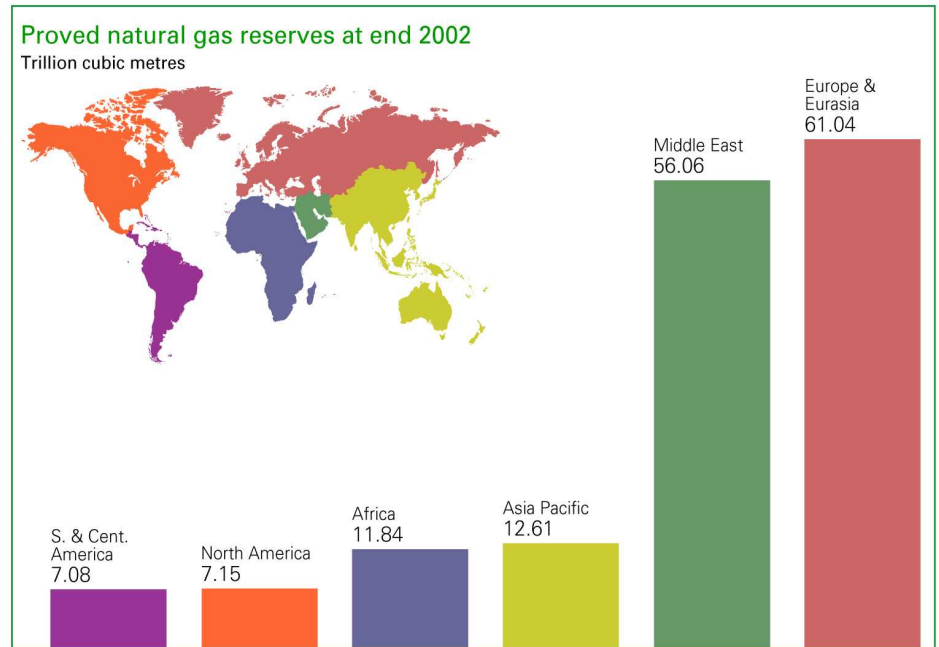 Proved natural gas reserves at end 2002
Trillion cubic metres
S. & Cent.
America
7.08
North America
7.15
Africa
11.84
Asia Pacific
12.61
Middle East
56.06
Europe &
Eurasia
61.04